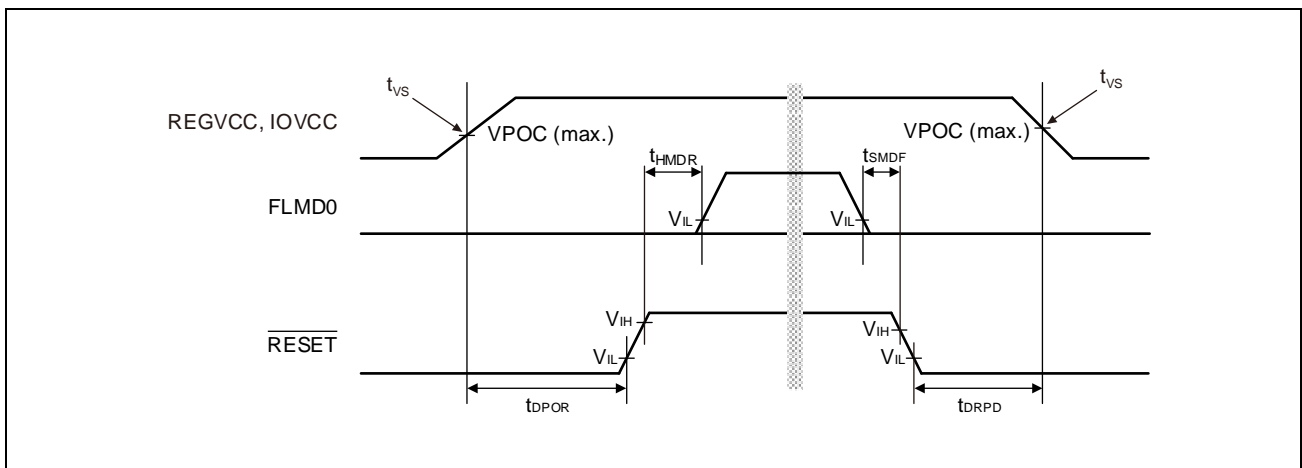 tVS
tVS
REGVCC, IOVCC
VPOC (max.)
VPOC (max.)
tHMDR
tSMDF
FLMD0
VIL
VIL
VIH
VIH
RESET
VIL
VIL
tDPOR
tDRPD